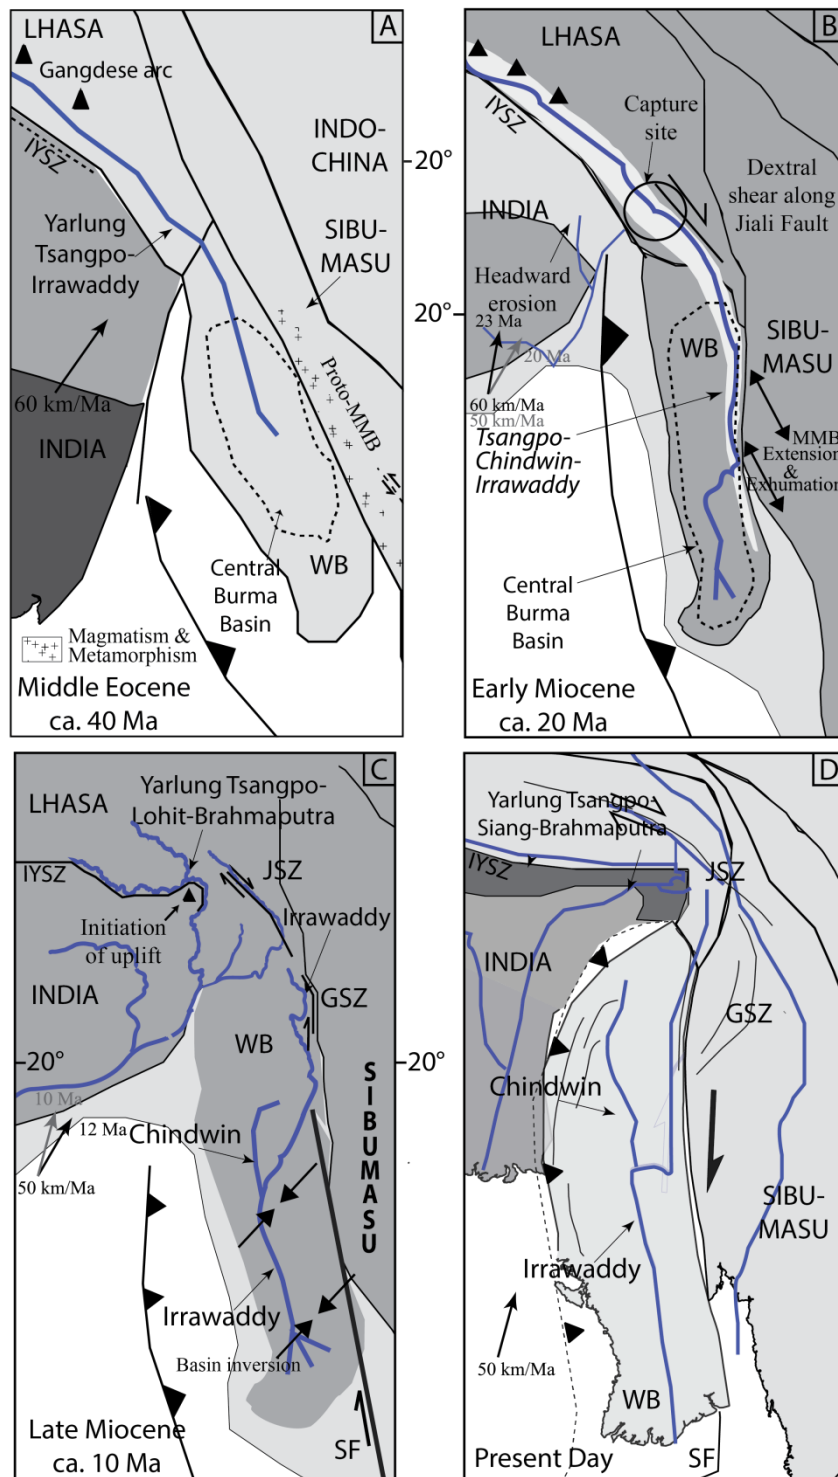 A
LHASA
Gangdese arc
IYSZ
INDO-
CHINA
20°
Yarlung
Tsangpo-
Irrawaddy
SIBU-
MASU
60 km/Ma
Proto-MMB
INDIA
Central
Burma
Basin
WB
Magmatism &
Metamorphism
Middle Eocene
ca. 40 Ma
B
LHASA
IYSZ
Capture
site
Dextral
shear along
Jiali Fault
INDIA
Headward
erosion
20°
23 Ma
20 Ma
WB
SIBU-
MASU
60 km/Ma
50 km/Ma
Tsangpo-
Chindwin-
Irrawaddy
MMB
Extension
&
Exhumation
Central
Burma
Basin
Early Miocene
ca. 20 Ma
C
Yarlung Tsangpo-
Lohit-Brahmaputra
LHASA
IYSZ
JSZ
Irrawaddy
Initiation
of uplift
INDIA
GSZ
WB
20°
10 Ma
12 Ma
Chindwin
50 km/Ma
SIBUMASU
Irrawaddy
Basin inversion
Late Miocene
ca. 10 Ma
SF
D
Yarlung Tsangpo-
Siang-Brahmaputra
IYSZ
JSZ
INDIA
GSZ
Chindwin
SIBU-
MASU
Irrawaddy
50 km/Ma
WB
Present Day
SF